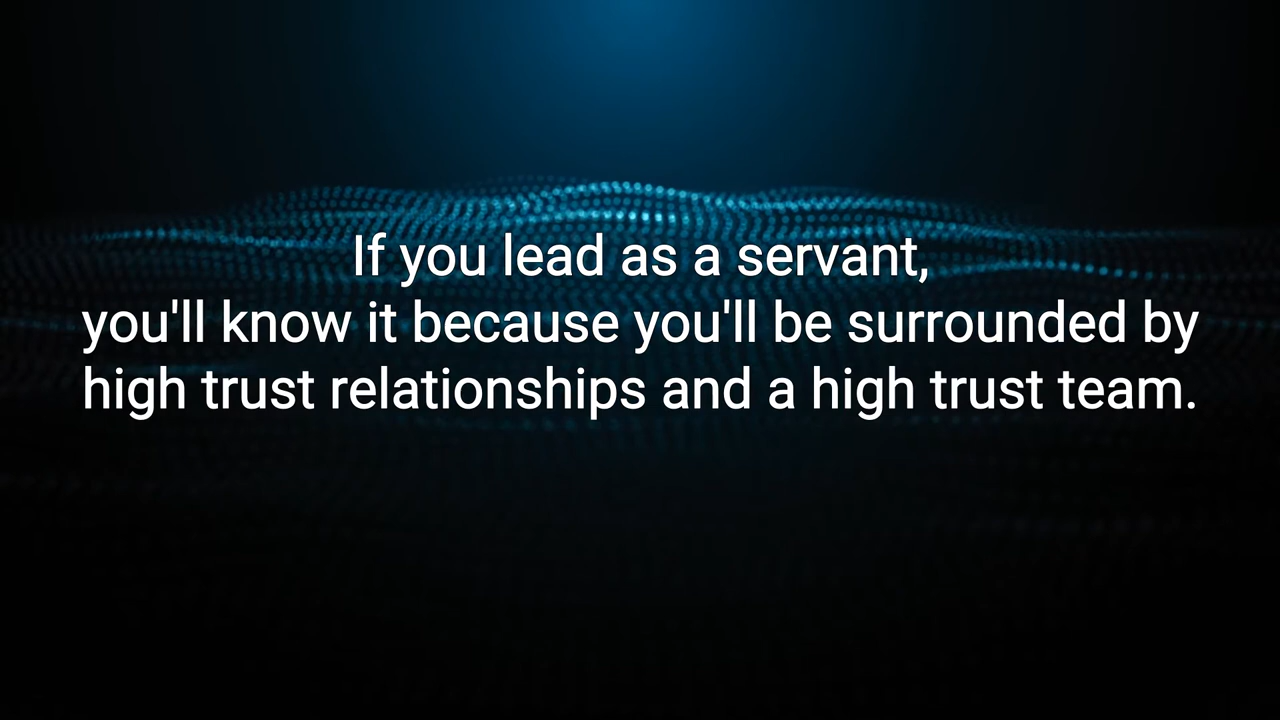 If you lead as a servant,
you'll know it because you'll be surrounded by
high trust relationships and a high trust team.